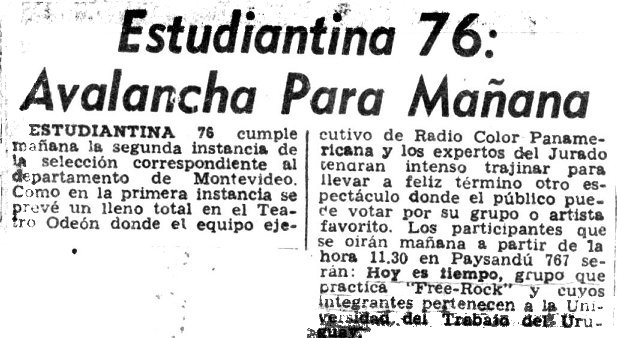 Estudiantina 76:
Avalancha Para Mañana
ESTUDIANTINA 76 cumple
mañana la segunda instancia de
la selección correspondiente al
departamento de Montevideo.
Como en la primera instancia se
prevé un lleno total en el Tea-
tro Odeón donde el equipo eje-
cutivo de Radio Color Paname-
ricana y los expertos del Jurado
tendrán intenso trajinar para
llevar a feliz término otro es-
pectáculo donde el público pue-
de votar por su grupo o artista
favorito. Los participantes que
se oirán mañana a partir de la
hora 11.30 en Paysandú 767 se-
rán: Hoy es tiempo, grupo que
practica "Free-Rock" y cuyos
integrantes pertenecen a la Uni-
versidad del Trabajo del Uru-
guay.